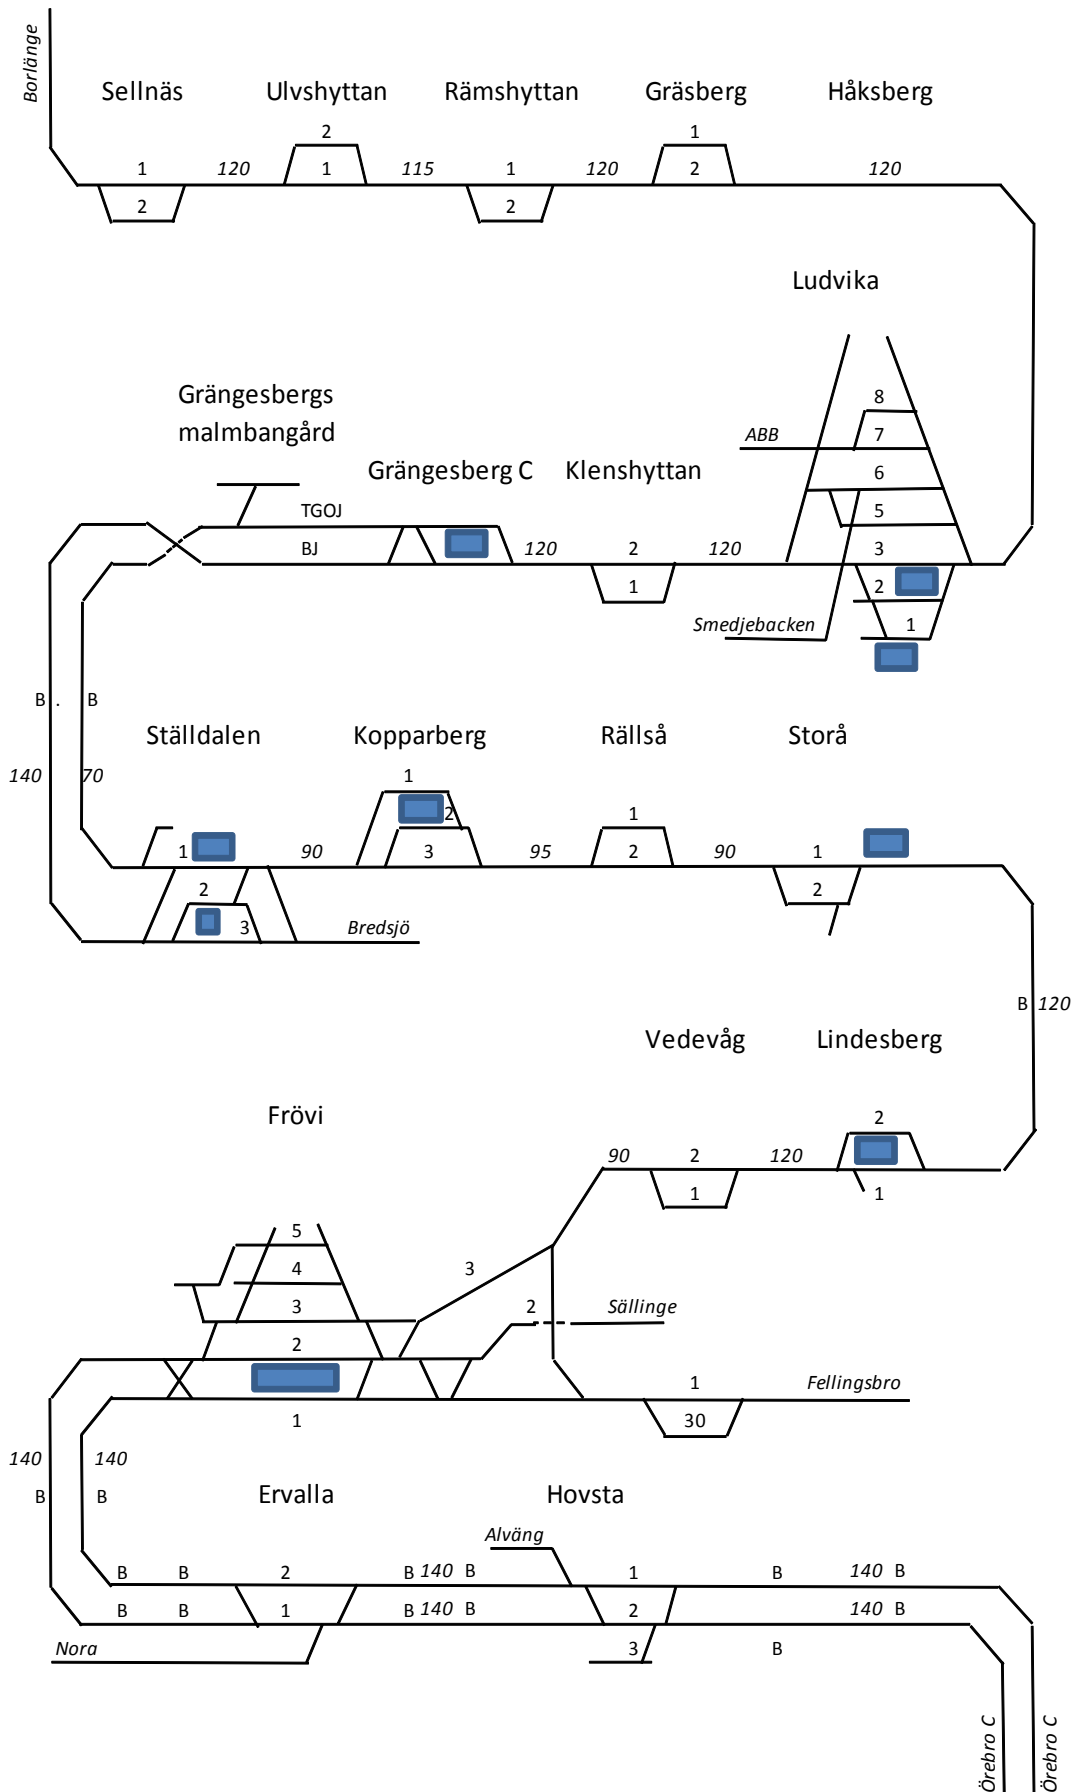 Borlänge
Sellnäs Ulvshyttan Rämshyttan Gräsberg Håksberg
2 1
1 120 1 115 1 120 2 120
2 2
Ludvika
Grängesbergs
malmbangård
8
ABB 7
Grängesberg C Klenshyttan
6
TGOJ 5
BJ 120 2 120 3
1 2
Smedjebacken 1
B . B
Ställdalen Kopparberg Rällså Storå
140 70 1
2 1
1 90 3 95 2 90 1
2 2
3 Bredsjö
B 120
Vedevåg Lindesberg
Frövi
2
90 2 120
1 1
5
4 3
3 2 Sällinge
2
1 Fellingsbro
1 30
140 140
B B
Ervalla Hovsta
Alväng
B B 2 B 140 B 1 B 140 B
B B 1 B 140 B 2 140 B
Nora 3 B
Örebro C Örebro C